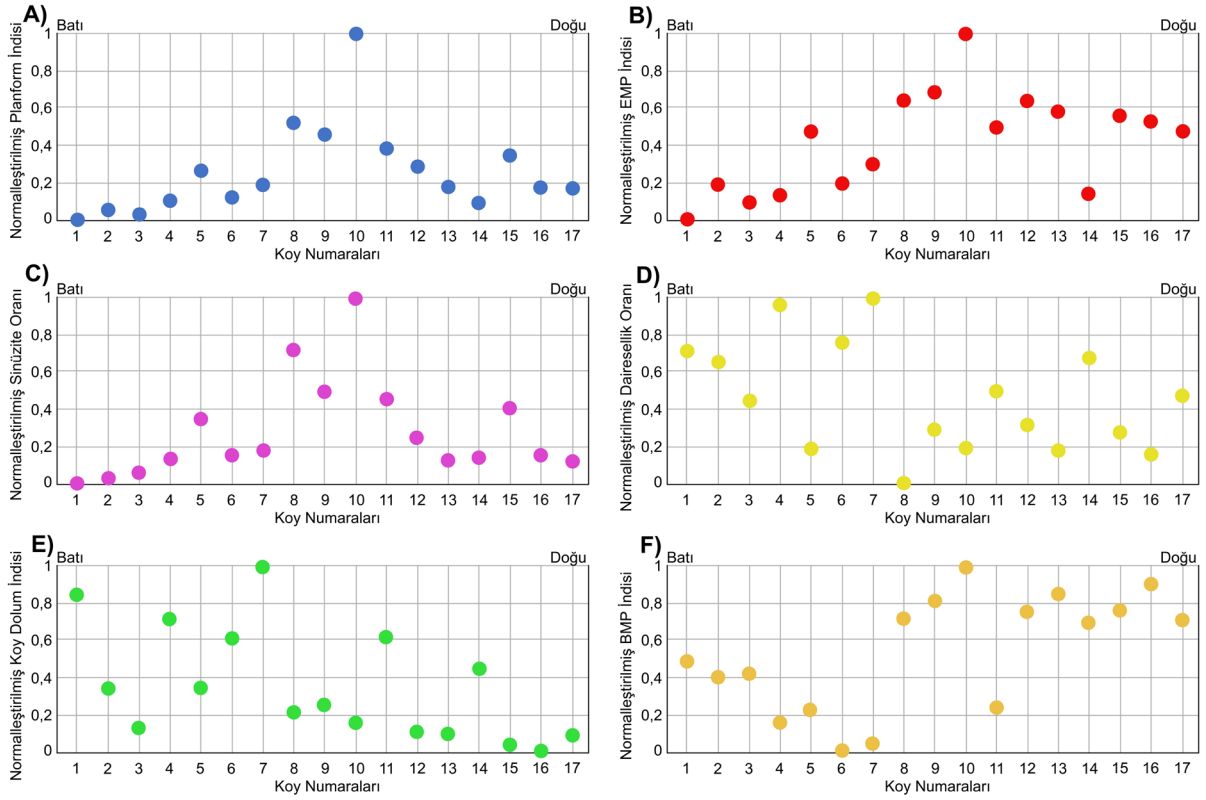 A)
Batı
Doğu
Normalleştirilmiş Planform İndisi
1
0,8
0,6
0,4
0,2
0
1 2 3 4 5 6 7 8 9 10 11 12 13 14 15 16 17
Koy Numaraları
B)
Batı
Doğu
Normalleştirilmiş EMP İndisi
1
0,8
0,6
0,4
0,2
0
1 2 3 4 5 6 7 8 9 10 11 12 13 14 15 16 17
Koy Numaraları
C)
Batı
Doğu
Normalleştirilmiş Sinüzite Oranı
1
0,8
0,6
0,4
0,2
0
1 2 3 4 5 6 7 8 9 10 11 12 13 14 15 16 17
Koy Numaraları
D)
Batı
Doğu
Normalleştirilmiş Dairesellik Oranı
1
0,8
0,6
0,4
0,2
0
1 2 3 4 5 6 7 8 9 10 11 12 13 14 15 16 17
Koy Numaraları
E)
Batı
Doğu
Normalleştirilmiş Koy Dolum İndisi
1
0,8
0,6
0,4
0,2
0
1 2 3 4 5 6 7 8 9 10 11 12 13 14 15 16 17
Koy Numaraları
F)
Batı
Doğu
Normalleştirilmiş BMP İndisi
1
0,8
0,6
0,4
0,2
0
1 2 3 4 5 6 7 8 9 10 11 12 13 14 15 16 17
Koy Numaraları